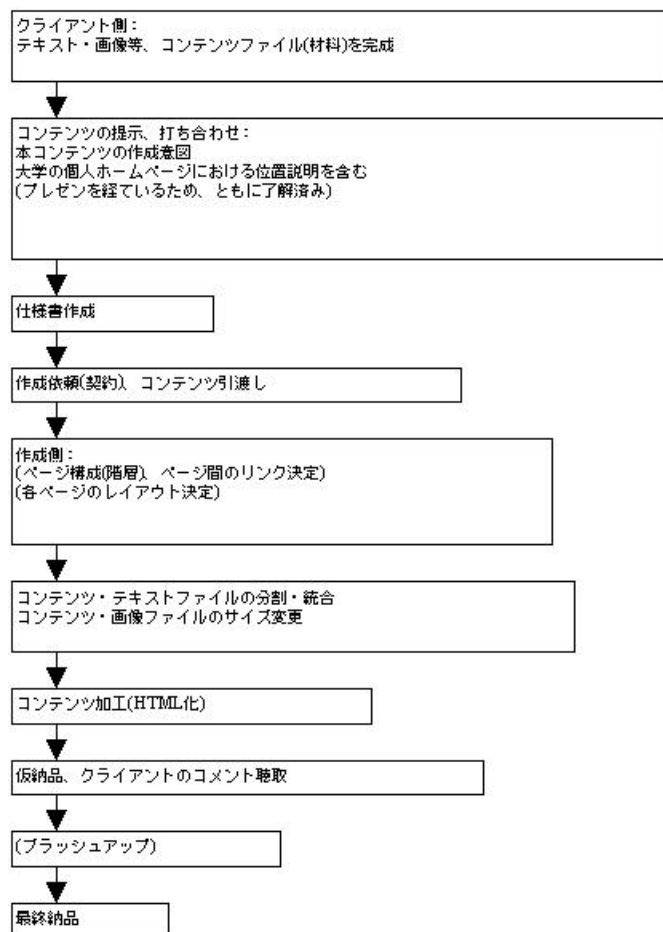 クライアント側：
テキスト・画像等、コンテンツファイル(材料)を完成
コンテンツの提示、打ち合わせ：
本コンテンツの作成意図
大学の個人ホームページにおける位置説明を含む
(プレゼンを経ているため、ともに了解済み)
仕様書作成
作成依頼(契約)、コンテンツ引渡し
作成側：
(ページ構成(階層)、ページ間のリンク決定)
(各ページのレイアウト決定)
コンテンツ・テキストファイルの分割・統合
コンテンツ・画像ファイルのサイズ変更
コンテンツ加工(HTML化)
仮納品、クライアントのコメント聴取
(ブラッシュアップ)
最終納品